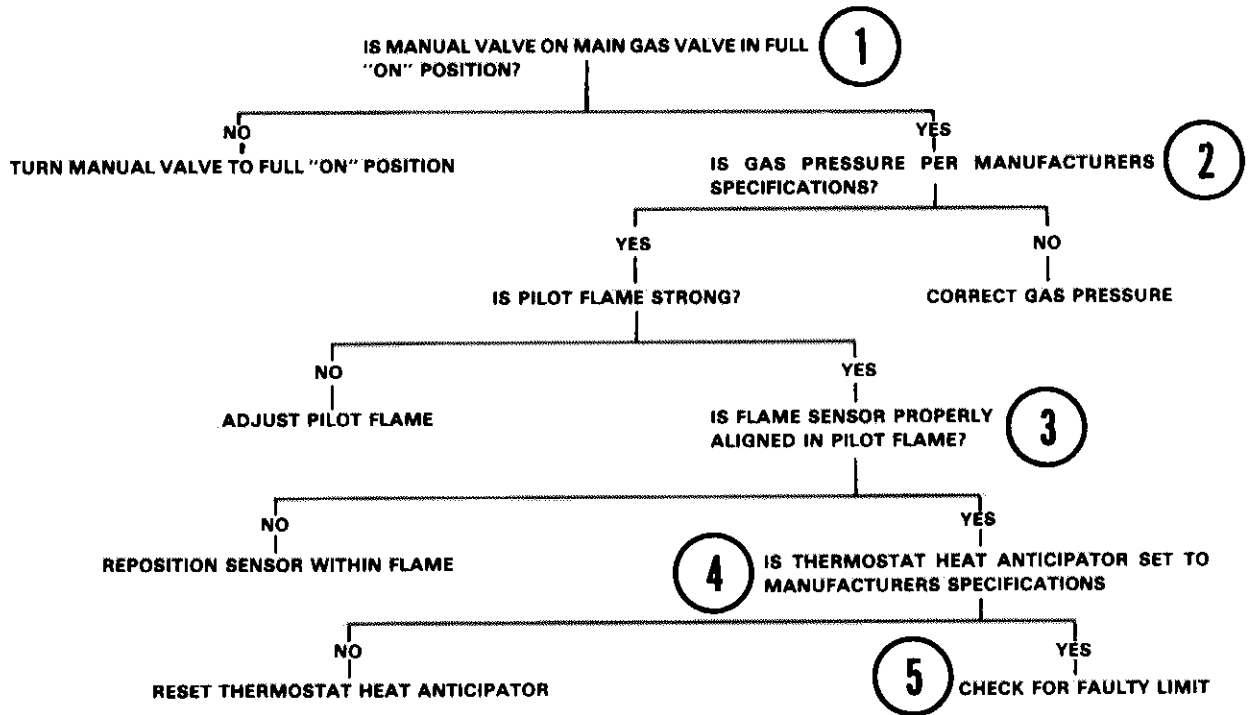 IS MANUAL VALVE ON MAIN GAS VALVE IN FULL
"ON" POSITION?
1
NO
YES
TURN MANUAL VALVE TO FULL "ON" POSITION
IS GAS PRESSURE PER MANUFACTURERS
SPECIFICATIONS?
2
YES
NO
IS PILOT FLAME STRONG?
CORRECT GAS PRESSURE
NO
YES
ADJUST PILOT FLAME
IS FLAME SENSOR PROPERLY
ALIGNED IN PILOT FLAME?
3
NO
YES
REPOSITION SENSOR WITHIN FLAME
4
IS THERMOSTAT HEAT ANTICIPATOR SET TO
MANUFACTURERS SPECIFICATIONS
NO
YES
RESET THERMOSTAT HEAT ANTICIPATOR
5
CHECK FOR FAULTY LIMIT